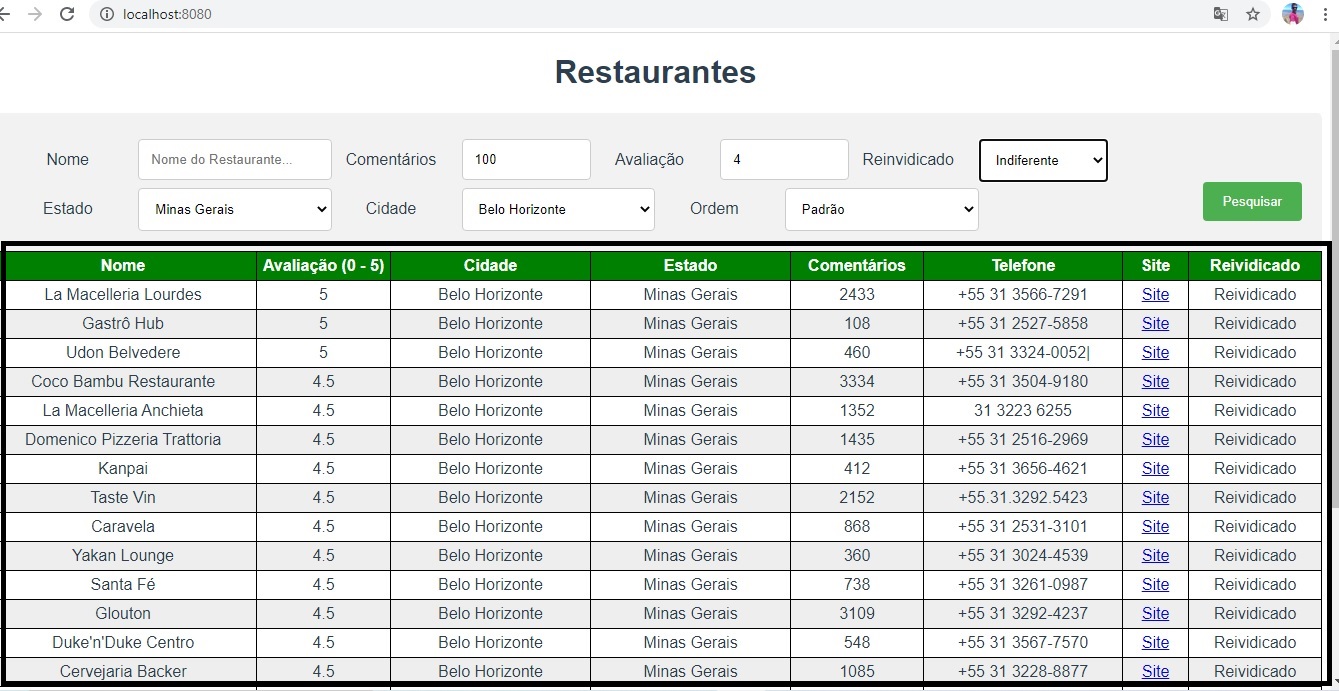 localhost:8080
Restaurantes
Nome Nome do Restaurante... Comentários 100 Avaliação 4 Reinvidicado Indiferente
Estado Minas Gerais Cidade Belo Horizonte Ordem Padrão Pesquisar
Nome Avaliação (0 - 5) Cidade Estado Comentários Telefone Site Reividicado
La Macelleria Lourdes 5 Belo Horizonte Minas Gerais 2433 +55 31 3566-7291 Site Reividicado
Gastrô Hub 5 Belo Horizonte Minas Gerais 108 +55 31 2527-5858 Site Reividicado
Udon Belvedere 5 Belo Horizonte Minas Gerais 460 +55 31 3324-0052| Site Reividicado
Coco Bambu Restaurante 4.5 Belo Horizonte Minas Gerais 3334 +55 31 3504-9180 Site Reividicado
La Macelleria Anchieta 4.5 Belo Horizonte Minas Gerais 1352 31 3223 6255 Site Reividicado
Domenico Pizzeria Trattoria 4.5 Belo Horizonte Minas Gerais 1435 +55 31 2516-2969 Site Reividicado
Kanpai 4.5 Belo Horizonte Minas Gerais 412 +55 31 3656-4621 Site Reividicado
Taste Vin 4.5 Belo Horizonte Minas Gerais 2152 +55.31.3292.5423 Site Reividicado
Caravela 4.5 Belo Horizonte Minas Gerais 868 +55 31 2531-3101 Site Reividicado
Yakan Lounge 4.5 Belo Horizonte Minas Gerais 360 +55 31 3024-4539 Site Reividicado
Santa Fé 4.5 Belo Horizonte Minas Gerais 738 +55 31 3261-0987 Site Reividicado
Glouton 4.5 Belo Horizonte Minas Gerais 3109 +55 31 3292-4237 Site Reividicado
Duke'n'Duke Centro 4.5 Belo Horizonte Minas Gerais 548 +55 31 3567-7570 Site Reividicado
Cervejaria Backer 4.5 Belo Horizonte Minas Gerais 1085 +55 31 3228-8877 Site Reividicado